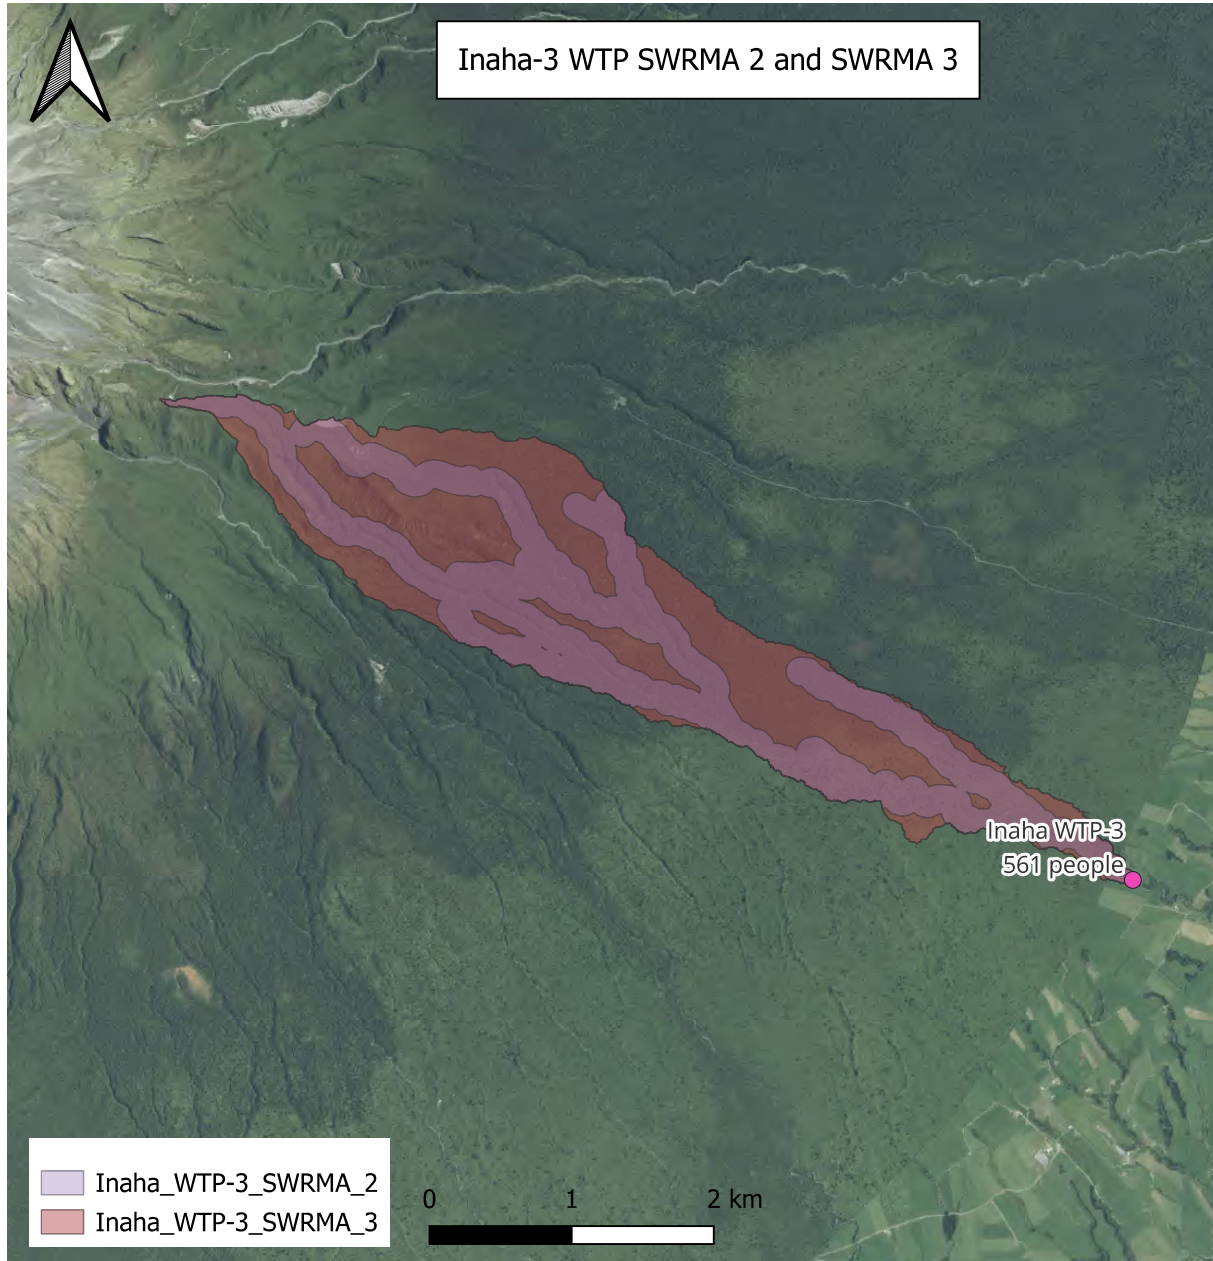 Inaha-3 WTP SWRMA 2 and SWRMA 3
Inaha WTP-3
561 people
Inaha_WTP-3_SWRMA_2
Inaha_WTP-3_SWRMA_3
0 1 2 km